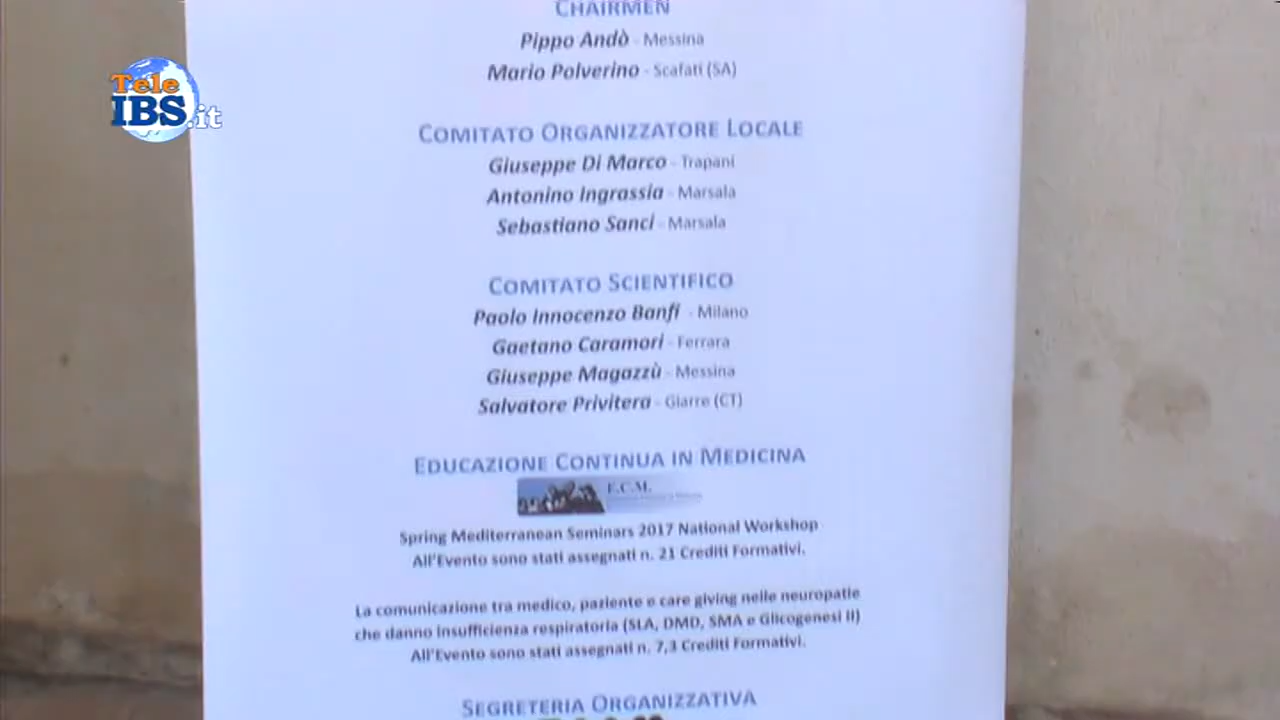 CHAIRMEN
Pippo Andò - Messina
Mario Polverino - Scafati (SA)
Tele
IBS.it
COMITATO ORGANIZZATORE LOCALE
Giuseppe Di Marco - Trapani
Antonino Ingrassia - Marsala
Sebastiano Sanci - Marsala
COMITATO SCIENTIFICO
Paolo Innocenzo Banfi - Milano
Gaetano Caramori - Ferrara
Giuseppe Magazzù - Messina
Salvatore Privitera - Giarre (CT)
EDUCAZIONE CONTINUA IN MEDICINA
E.C.M.
Spring Mediterranean Seminars 2017 National Workshop
All'Evento sono stati assegnati n. 21 Crediti Formativi.
La comunicazione tra medico, paziente e care giving nelle neuropatie
che danno insufficienza respiratoria (SLA, DMD, SMA e Glicogenesi II)
All'Evento sono stati assegnati n. 7,3 Crediti Formativi.
SEGRETERIA ORGANIZZATIVA